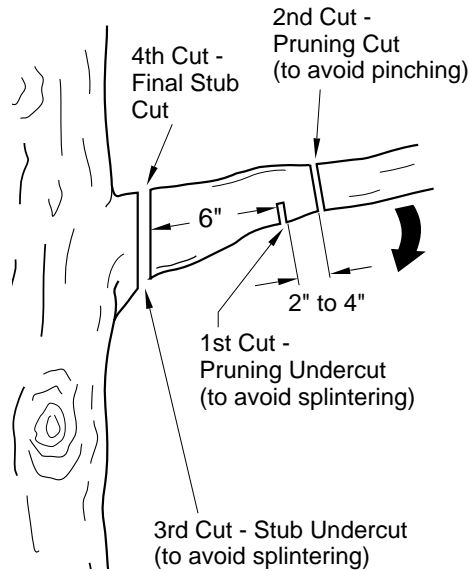 2nd Cut -
Pruning Cut
(to avoid pinching)
4th Cut -
Final Stub
Cut
6"
2" to 4"
1st Cut -
Pruning Undercut
(to avoid splintering)
3rd Cut - Stub Undercut
(to avoid splintering)